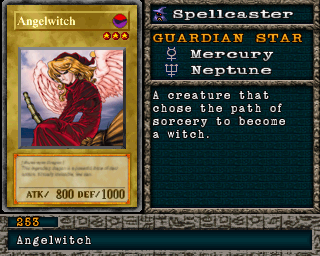 Angelwitch
ATK/ 800 DEF/1000
Spellcaster
GUARDIAN STAR
Mercury
Neptune
A creature that
chose the path of
sorcery to become
a witch.
253
Angelwitch